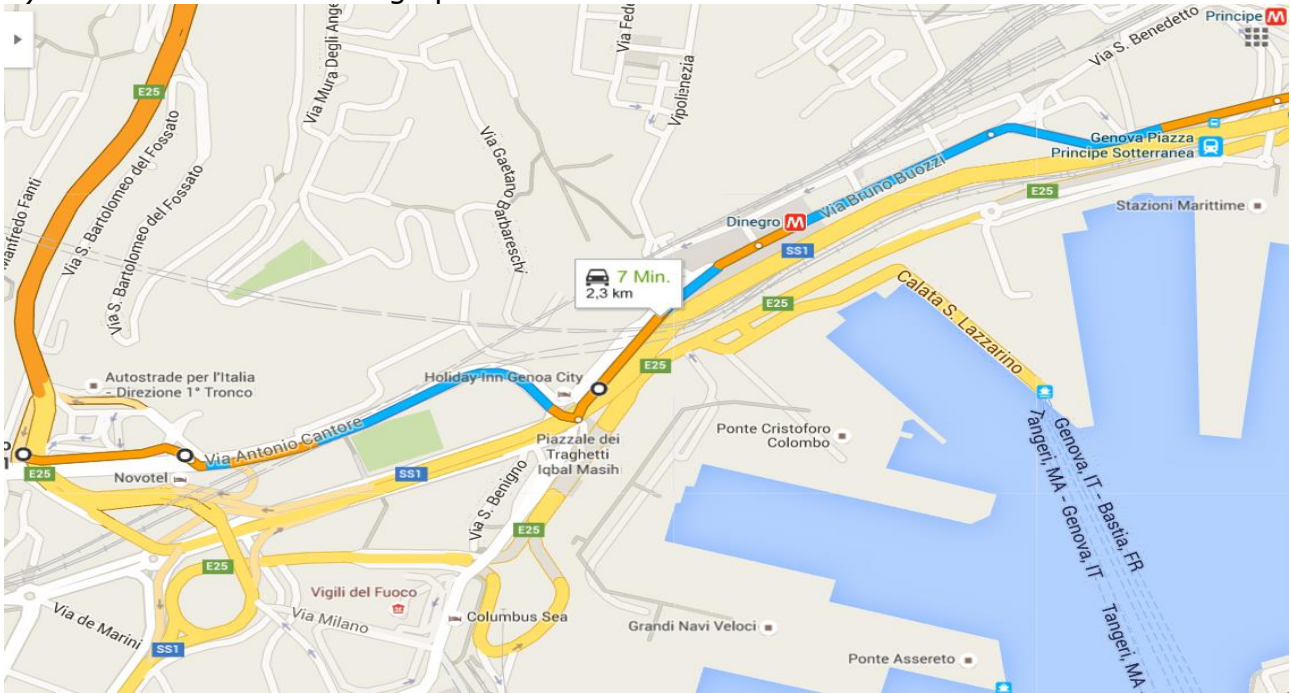 Principe M
Via S. Benedetto
Via Fede
Via Mura Degli Ange
E25
Vipolienezia
Via Gaetano Barbareschi
Genova Piazza
Principe Sotterranea
Manfredo Fanti
Via S. Bartolomeo del Fossato
Via S. Bartolomeo del Fossato
Via Bruno Buozzi
E25
Stazioni Marittime
Dinegro M
SS1
7 Min.
2,3 km
E25
Calata S. Lazzarino
E25
Autostrade per l'Italia
- Direzione 1° Tronco
Holiday Inn Genoa City
Via Antonio Cantore
Ponte Cristoforo
Colombo
Piazzale dei
Traghetti
Iqbal Masih
E25
Novotel
SS1
Via S. Benigno
Genova, IT - Bastia, FR
Tangeri, MA - Genova, IT
Tangeri, MA
E25
E25
Vigili del Fuoco
Via de Marini
Via Milano
Columbus Sea
Grandi Navi Veloci
SS1
Ponte Assereto